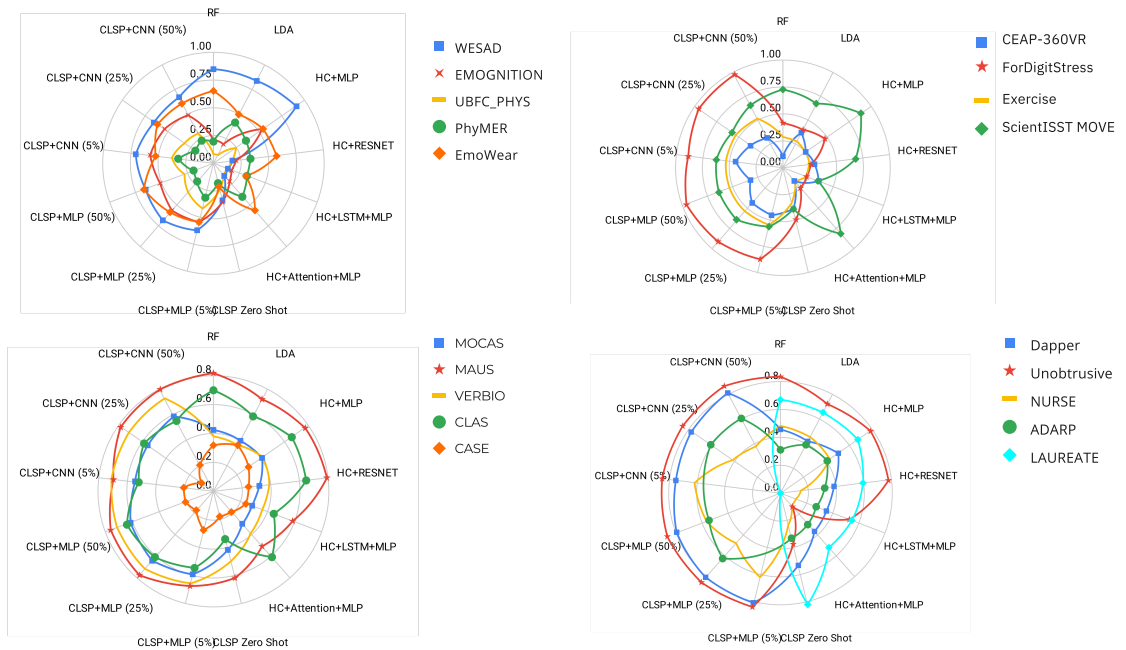 RF
CLSP+CNN (50%)
LDA
1.00
CLSP+CNN (25%)
0.75
HC+MLP
0.50
0.25
CLSP+CNN (5%)
0.00
HC+RESNET
CLSP+MLP (50%)
HC+LSTM+MLP
CLSP+MLP (25%)
HC+Attention+MLP
CLSP+MLP (5%)
CLSP Zero Shot
WESAD
EMOGNITION
UBFC_PHYS
PhyMER
EmoWear
RF
CLSP+CNN (50%)
LDA
1.00
CLSP+CNN (25%)
0.75
HC+MLP
0.50
0.25
CLSP+CNN (5%)
0.00
HC+RESNET
CLSP+MLP (50%)
HC+LSTM+MLP
CLSP+MLP (25%)
HC+Attention+MLP
CLSP+MLP (5%)
CLSP Zero Shot
CEAP-360VR
ForDigitStress
Exercise
ScientISST MOVE
RF
CLSP+CNN (50%)
LDA
0.8
CLSP+CNN (25%)
0.6
HC+MLP
0.4
0.2
CLSP+CNN (5%)
0.0
HC+RESNET
CLSP+MLP (50%)
HC+LSTM+MLP
CLSP+MLP (25%)
HC+Attention+MLP
CLSP+MLP (5%)
CLSP Zero Shot
MOCAS
MAUS
VERBIO
CLAS
CASE
RF
CLSP+CNN (50%)
LDA
0.8
CLSP+CNN (25%)
0.6
HC+MLP
0.4
0.2
CLSP+CNN (5%)
0.0
HC+RESNET
CLSP+MLP (50%)
HC+LSTM+MLP
CLSP+MLP (25%)
HC+Attention+MLP
CLSP+MLP (5%)
CLSP Zero Shot
Dapper
Unobtrusive
NURSE
ADARP
LAUREATE